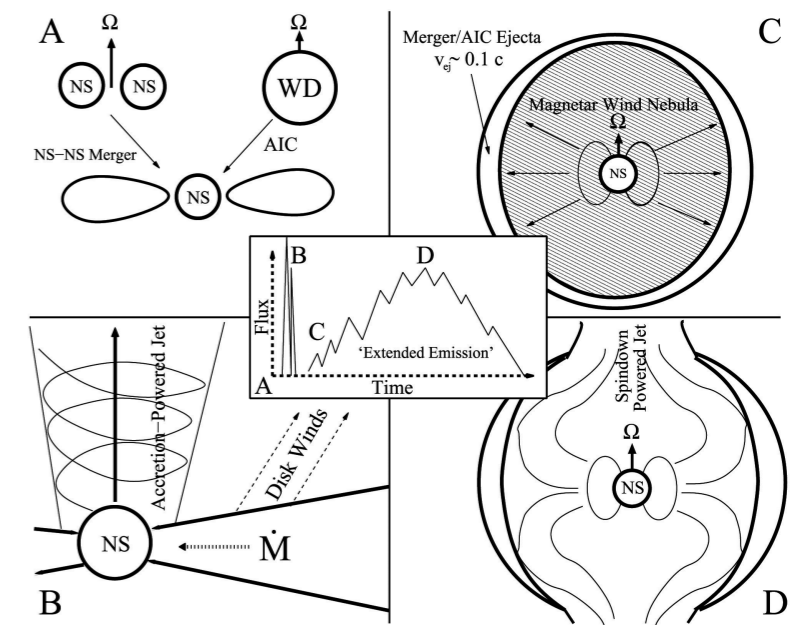 A
Ω
NS
NS
Ω
WD
NS−NS Merger
AIC
NS
C
Merger/AIC Ejecta
v_ej~ 0.1 c
Magnetar Wind Nebula
Ω
NS
B
D
C
Flux
'Extended Emission'
A
Time
Accretion−Powered Jet
Disk Winds
NS
Ṁ
B
Spindown
Powered Jet
Ω
NS
D